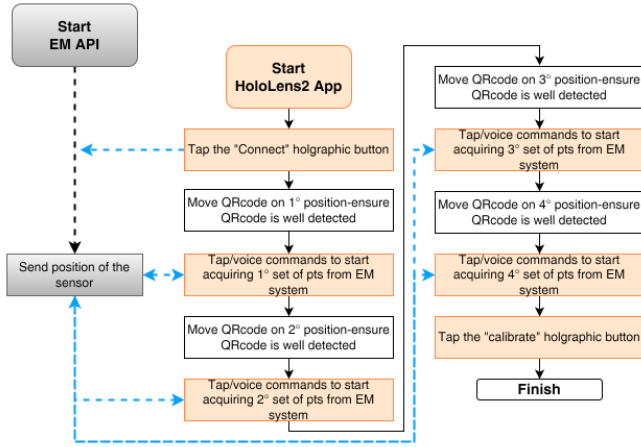 Start
EM API
Start
HoloLens2 App
Tap the "Connect" holgraphic button
Move QRcode on 1° position-ensure
QRcode is well detected
Send position of the
sensor
Tap/voice commands to start
acquiring 1° set of pts from EM
system
Move QRcode on 2° position-ensure
QRcode is well detected
Tap/voice commands to start
acquiring 2° set of pts from EM
system
Move QRcode on 3° position-ensure
QRcode is well detected
Tap/voice commands to start
acquiring 3° set of pts from EM
system
Move QRcode on 4° position-ensure
QRcode is well detected
Tap/voice commands to start
acquiring 4° set of pts from EM
system
Tap the "calibrate" holgraphic button
Finish